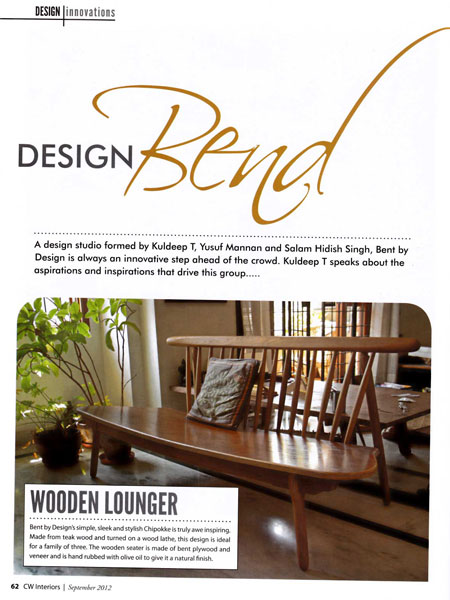 DESIGN innovations
DESIGN Bend
A design studio formed by Kuldeep T, Yusuf Mannan and Salam Hidish Singh, Bent by
Design is always an innovative step ahead of the crowd. Kuldeep T speaks about the
aspirations and inspirations that drive this group.....
WOODEN LOUNGER
Bent by Design's simple, sleek and stylish Chipokke is truly awe inspiring.
Made from teak wood and turned on a wood lathe, this design is ideal
for a family of three. The wooden seater is made of bent plywood and
veneer and is hand rubbed with olive oil to give it a natural finish.
62 CW Interiors | September 2012